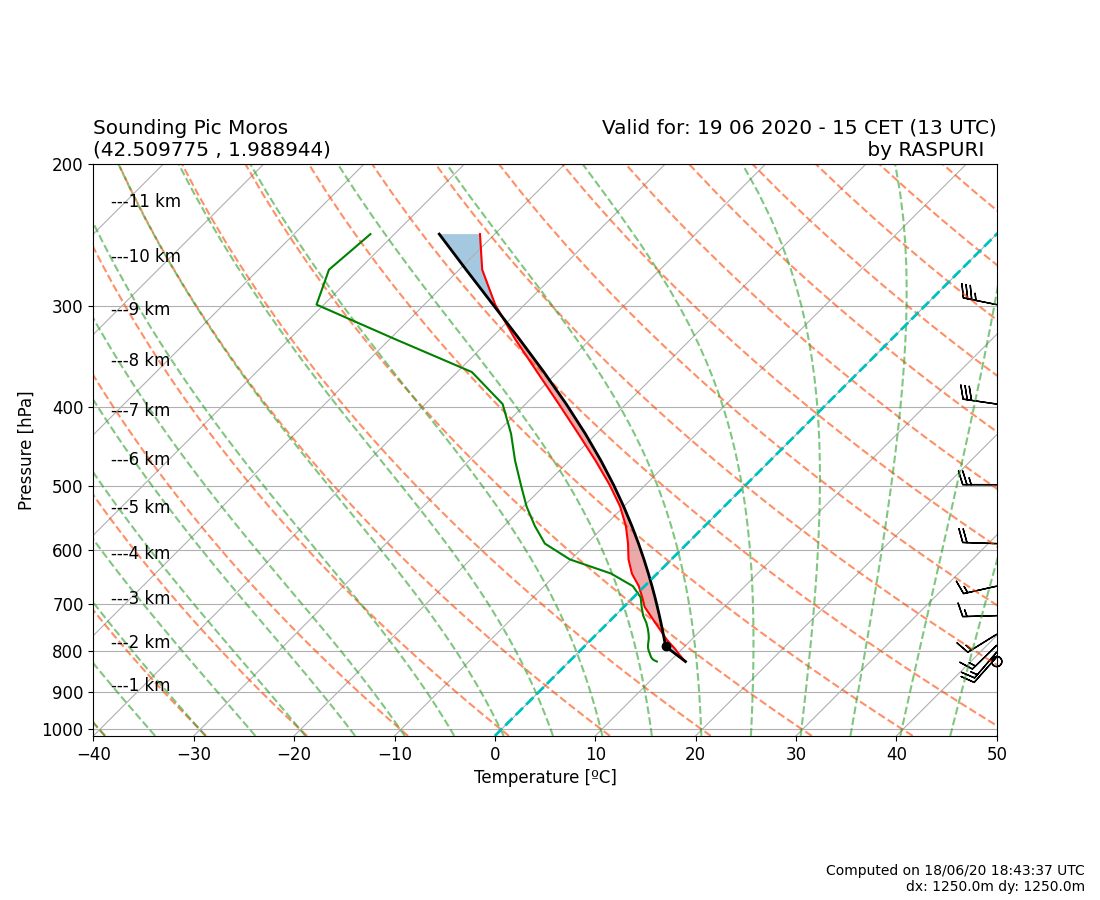 Sounding Pic Moros
(42.509775 , 1.988944)
Valid for: 19 06 2020 - 15 CET (13 UTC)
by RASPURI
200
---11 km
---10 km
300
---9 km
---8 km
400
---7 km
---6 km
500
---5 km
600
---4 km
700
---3 km
---2 km
800
---1 km
900
1000
Pressure [hPa]
−40 −30 −20 −10 0 10 20 30 40 50
Temperature [ºC]
Computed on 18/06/20 18:43:37 UTC
dx: 1250.0m dy: 1250.0m